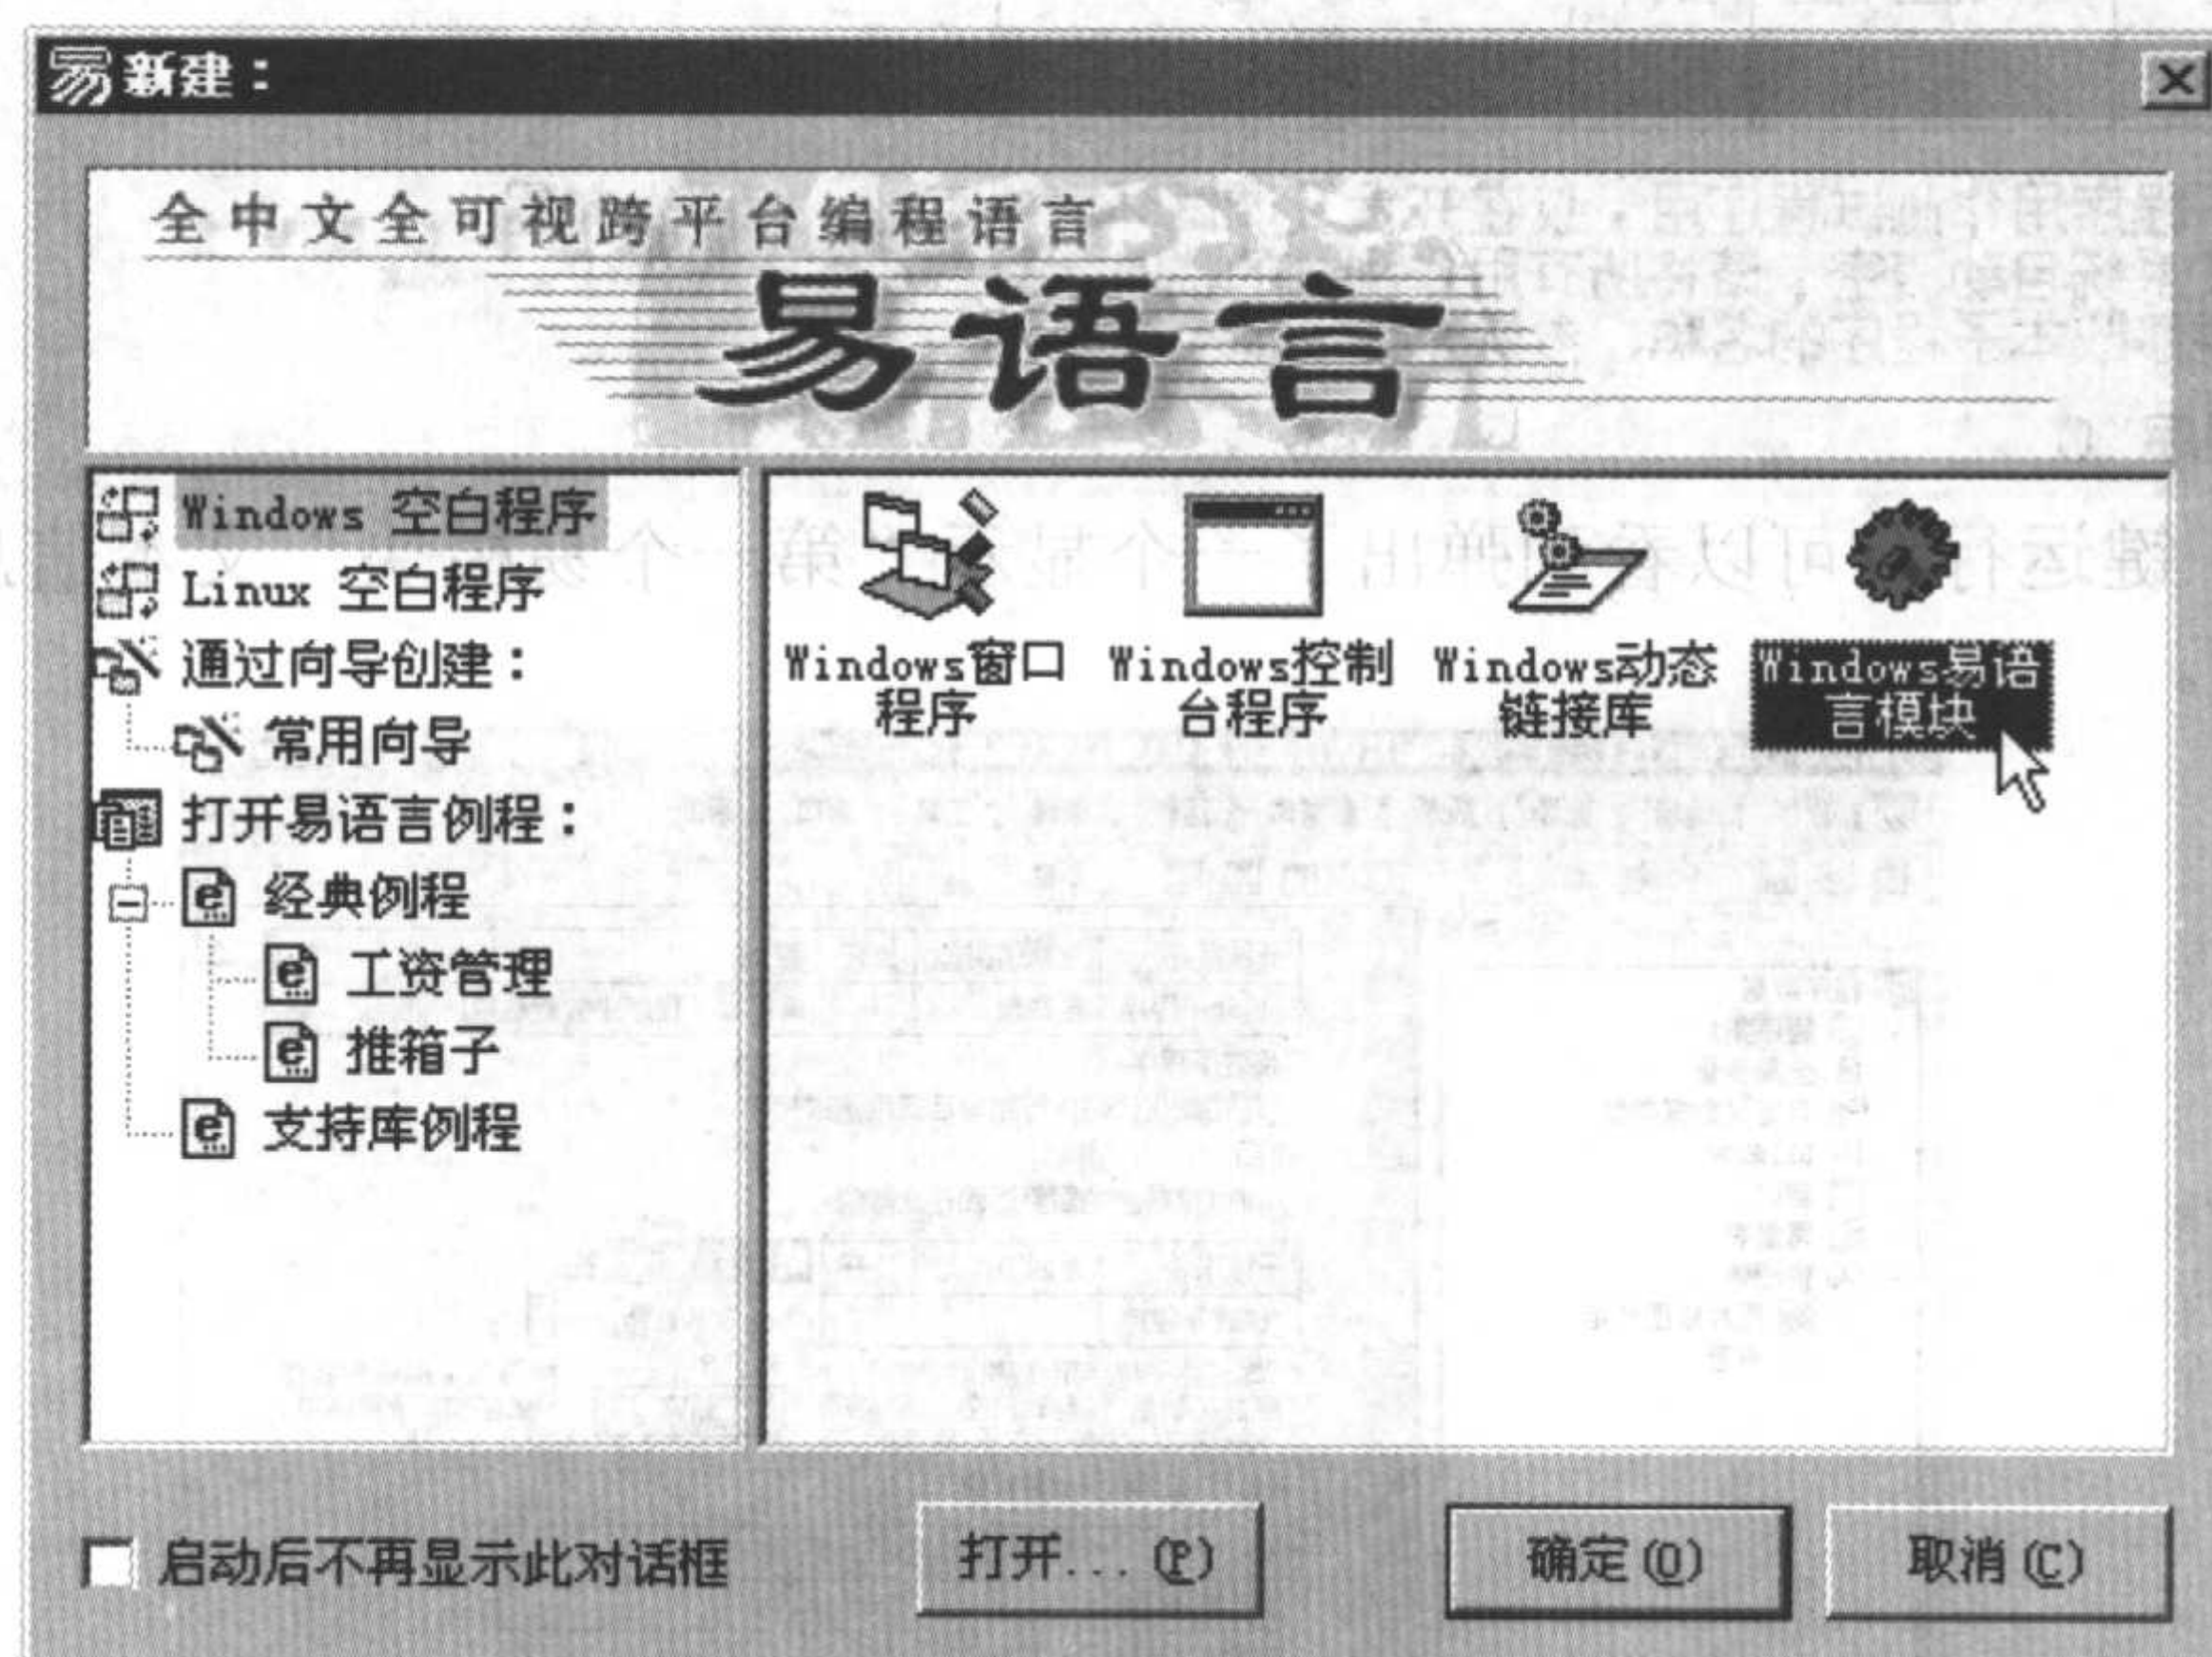 新建：
全中文全可视跨平台编程语言
易语言
Windows 空白程序
Linux 空白程序
通过向导创建：
常用向导
打开易语言例程：
经典例程
工资管理
推箱子
支持库例程
Windows窗口
程序
Windows控制
台程序
Windows动态
链接库
Windows易语
言模块
启动后不再显示此对话框
打开... (P)
确定(O)
取消(C)